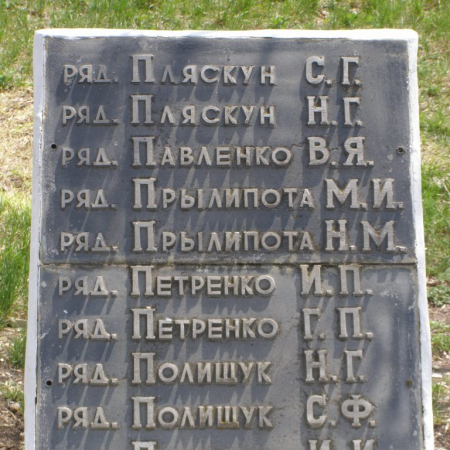 РЯД. ПЛЯСКУН С.Г.
РЯД. ПЛЯСКУН Н.Г.
РЯД. ПАВЛЕНКО В.Я.
РЯД. ПРЫЛИПОТА М.И.
РЯД. ПРЫЛИПОТА Н.М.
РЯД. ПЕТРЕНКО И.П.
РЯД. ПЕТРЕНКО Г.П.
РЯД. ПОЛИЩУК Н.Г.
РЯД. ПОЛИЩУК С.Ф.